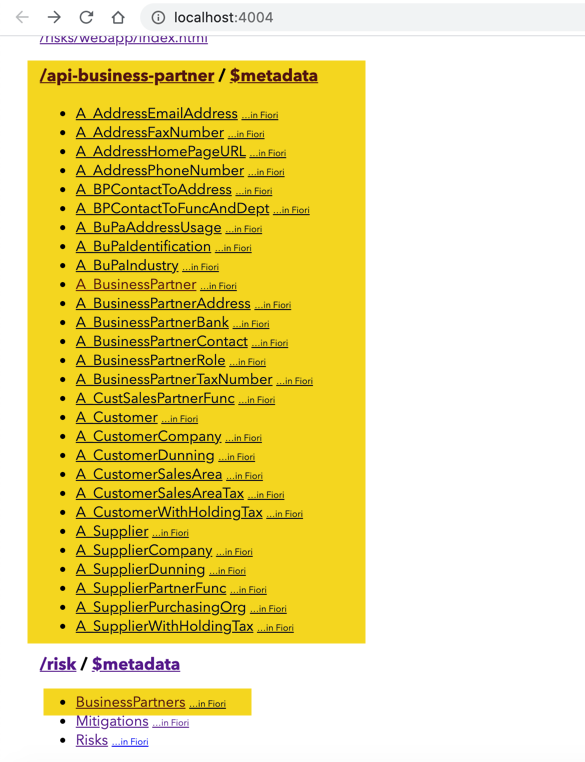 localhost:4004
/risks/webapp/index.html
/api-business-partner / $metadata
A_AddressEmailAddress ...in Fiori
A_AddressFaxNumber ...in Fiori
A_AddressHomePageURL ...in Fiori
A_AddressPhoneNumber ...in Fiori
A_BPContactToAddress ...in Fiori
A_BPContactToFuncAndDept ...in Fiori
A_BuPaAddressUsage ...in Fiori
A_BuPaIdentification ...in Fiori
A_BuPaIndustry ...in Fiori
A_BusinessPartner ...in Fiori
A_BusinessPartnerAddress ...in Fiori
A_BusinessPartnerBank ...in Fiori
A_BusinessPartnerContact ...in Fiori
A_BusinessPartnerRole ...in Fiori
A_BusinessPartnerTaxNumber ...in Fiori
A_CustSalesPartnerFunc ...in Fiori
A_Customer ...in Fiori
A_CustomerCompany ...in Fiori
A_CustomerDunning ...in Fiori
A_CustomerSalesArea ...in Fiori
A_CustomerSalesAreaTax ...in Fiori
A_CustomerWithHoldingTax ...in Fiori
A_Supplier ...in Fiori
A_SupplierCompany ...in Fiori
A_SupplierDunning ...in Fiori
A_SupplierPartnerFunc ...in Fiori
A_SupplierPurchasingOrg ...in Fiori
A_SupplierWithHoldingTax ...in Fiori
/risk / $metadata
BusinessPartners ...in Fiori
Mitigations ...in Fiori
Risks ...in Fiori